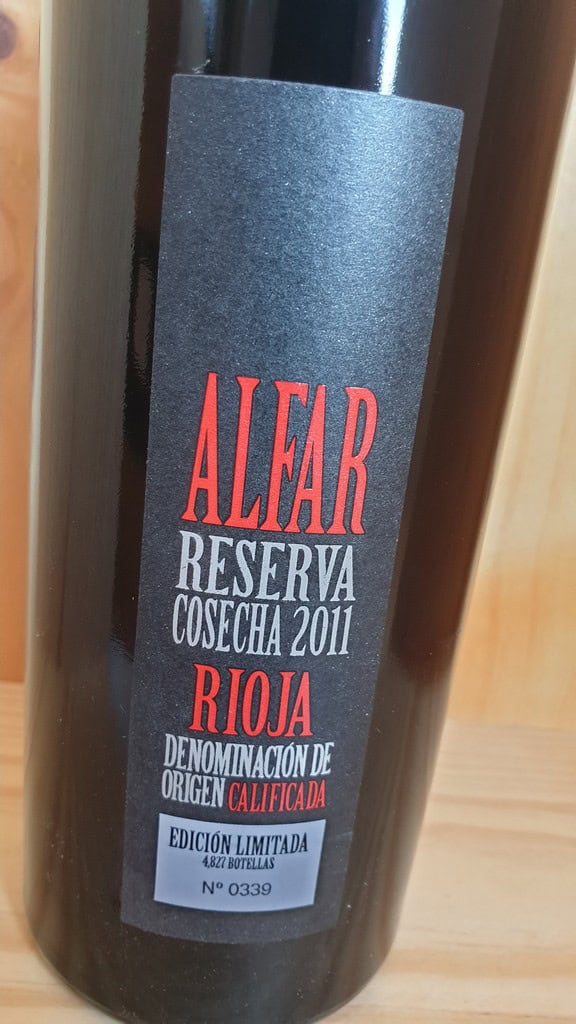 ALFAR
RESERVA
COSECHA 2011
RIOJA
DENOMINACIÓN DE
ORIGEN CALIFICADA
EDICIÓN LIMITADA
4,827 BOTELLAS
Nº 0339